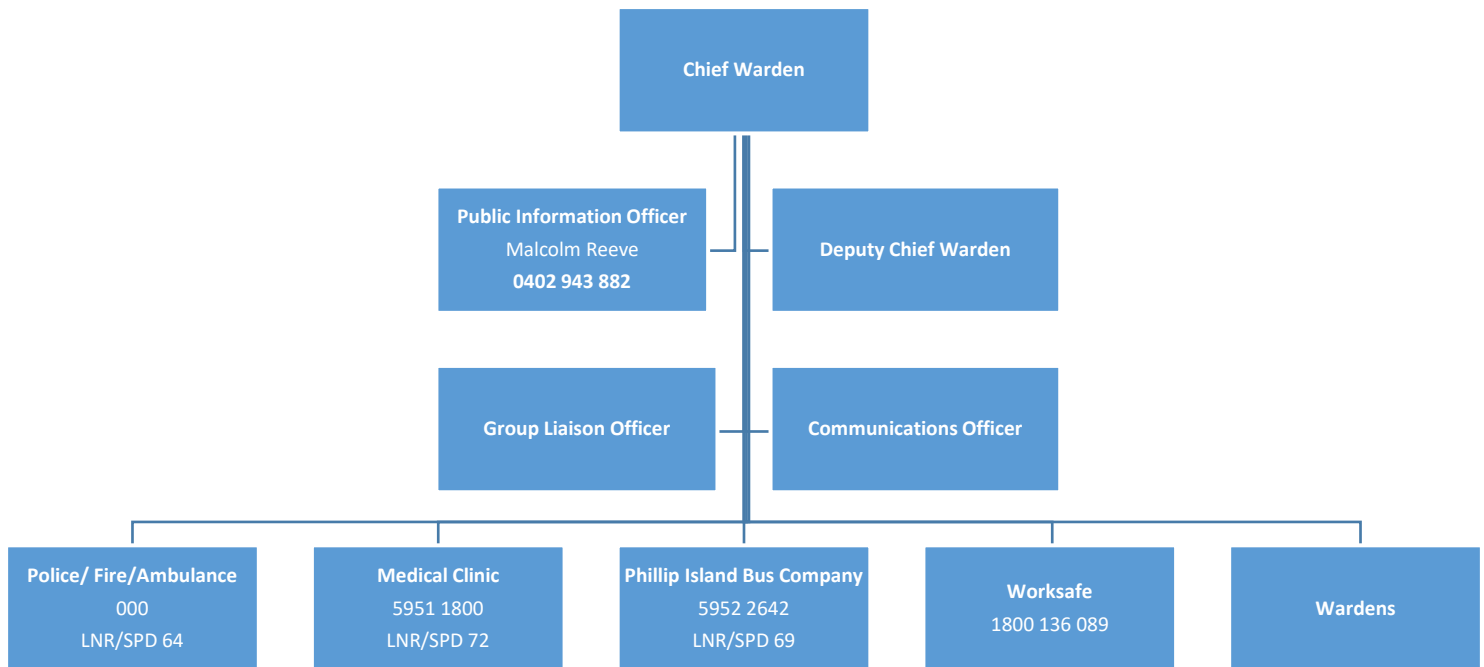 Chief Warden
Public Information Officer
Malcolm Reeve
0402 943 882
Deputy Chief Warden
Group Liaison Officer
Communications Officer
Police/ Fire/Ambulance
000
LNR/SPD 64
Medical Clinic
5951 1800
LNR/SPD 72
Phillip Island Bus Company
5952 2642
LNR/SPD 69
Worksafe
1800 136 089
Wardens